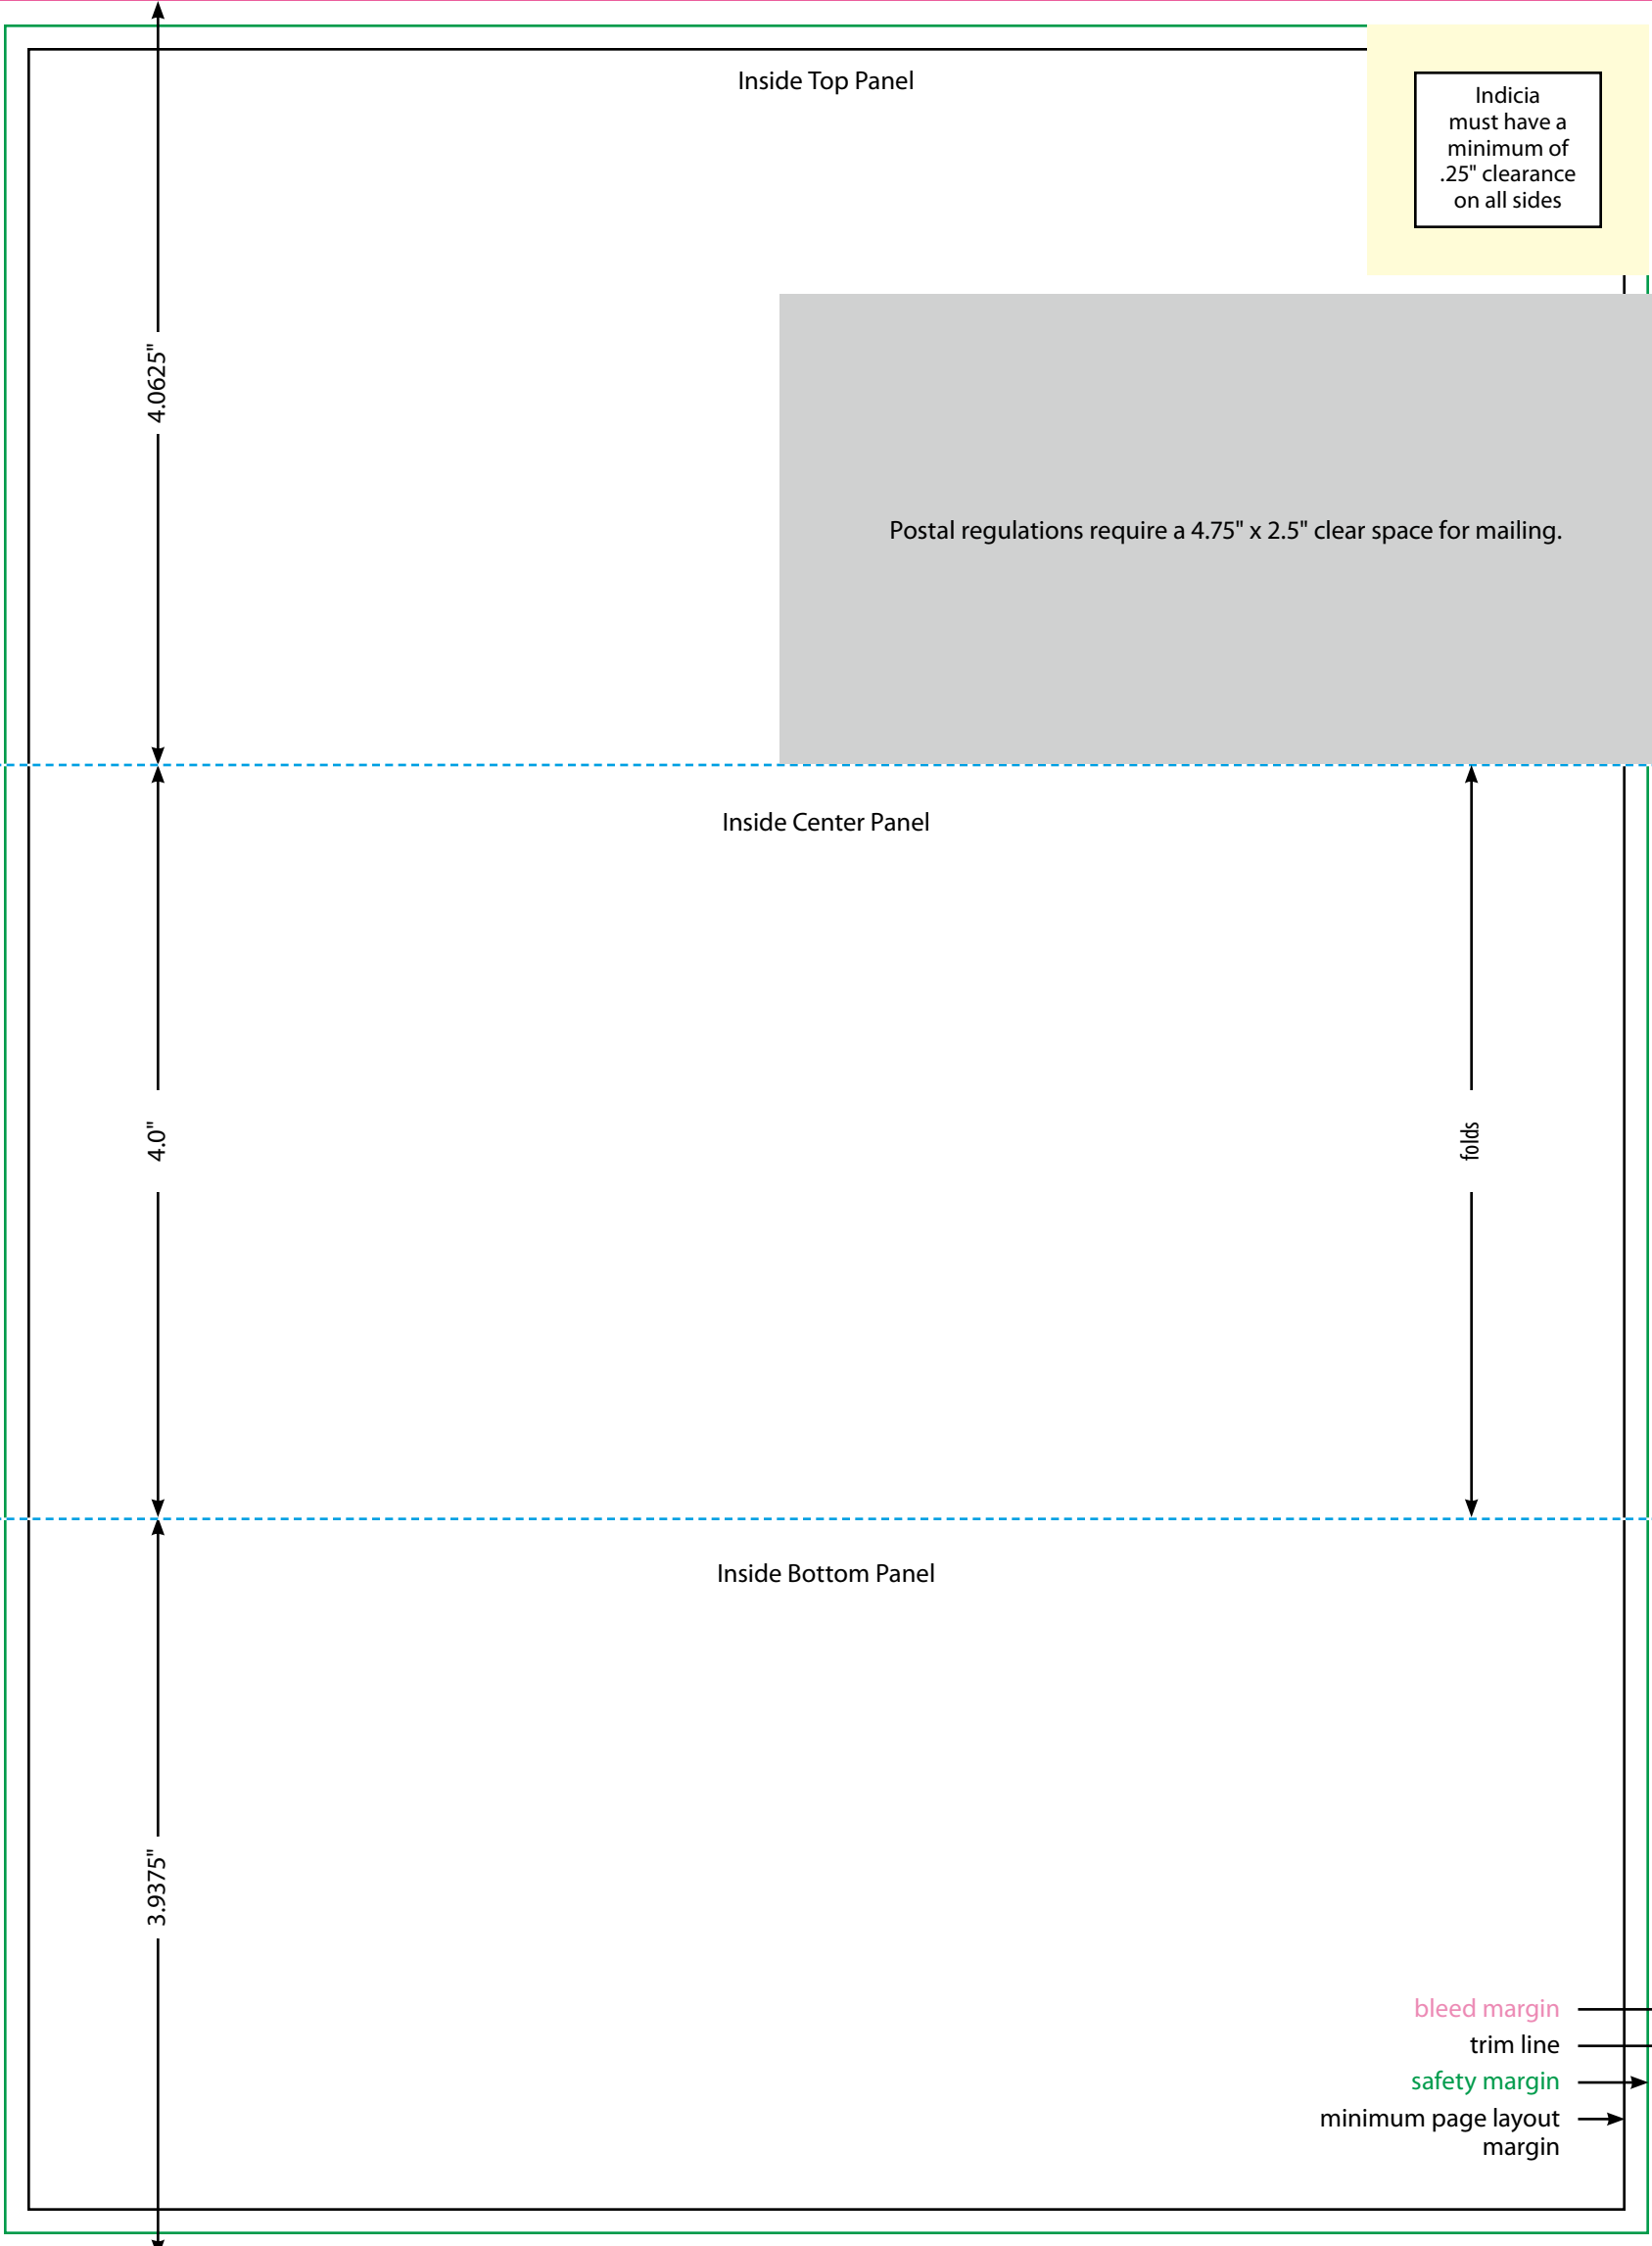 Inside Top Panel
Indicia
must have a
minimum of
.25" clearance
on all sides
4.0625"
Postal regulations require a 4.75" x 2.5" clear space for mailing.
Inside Center Panel
4.0"
folds
Inside Bottom Panel
3.9375"
bleed margin
trim line
safety margin
minimum page layout
margin